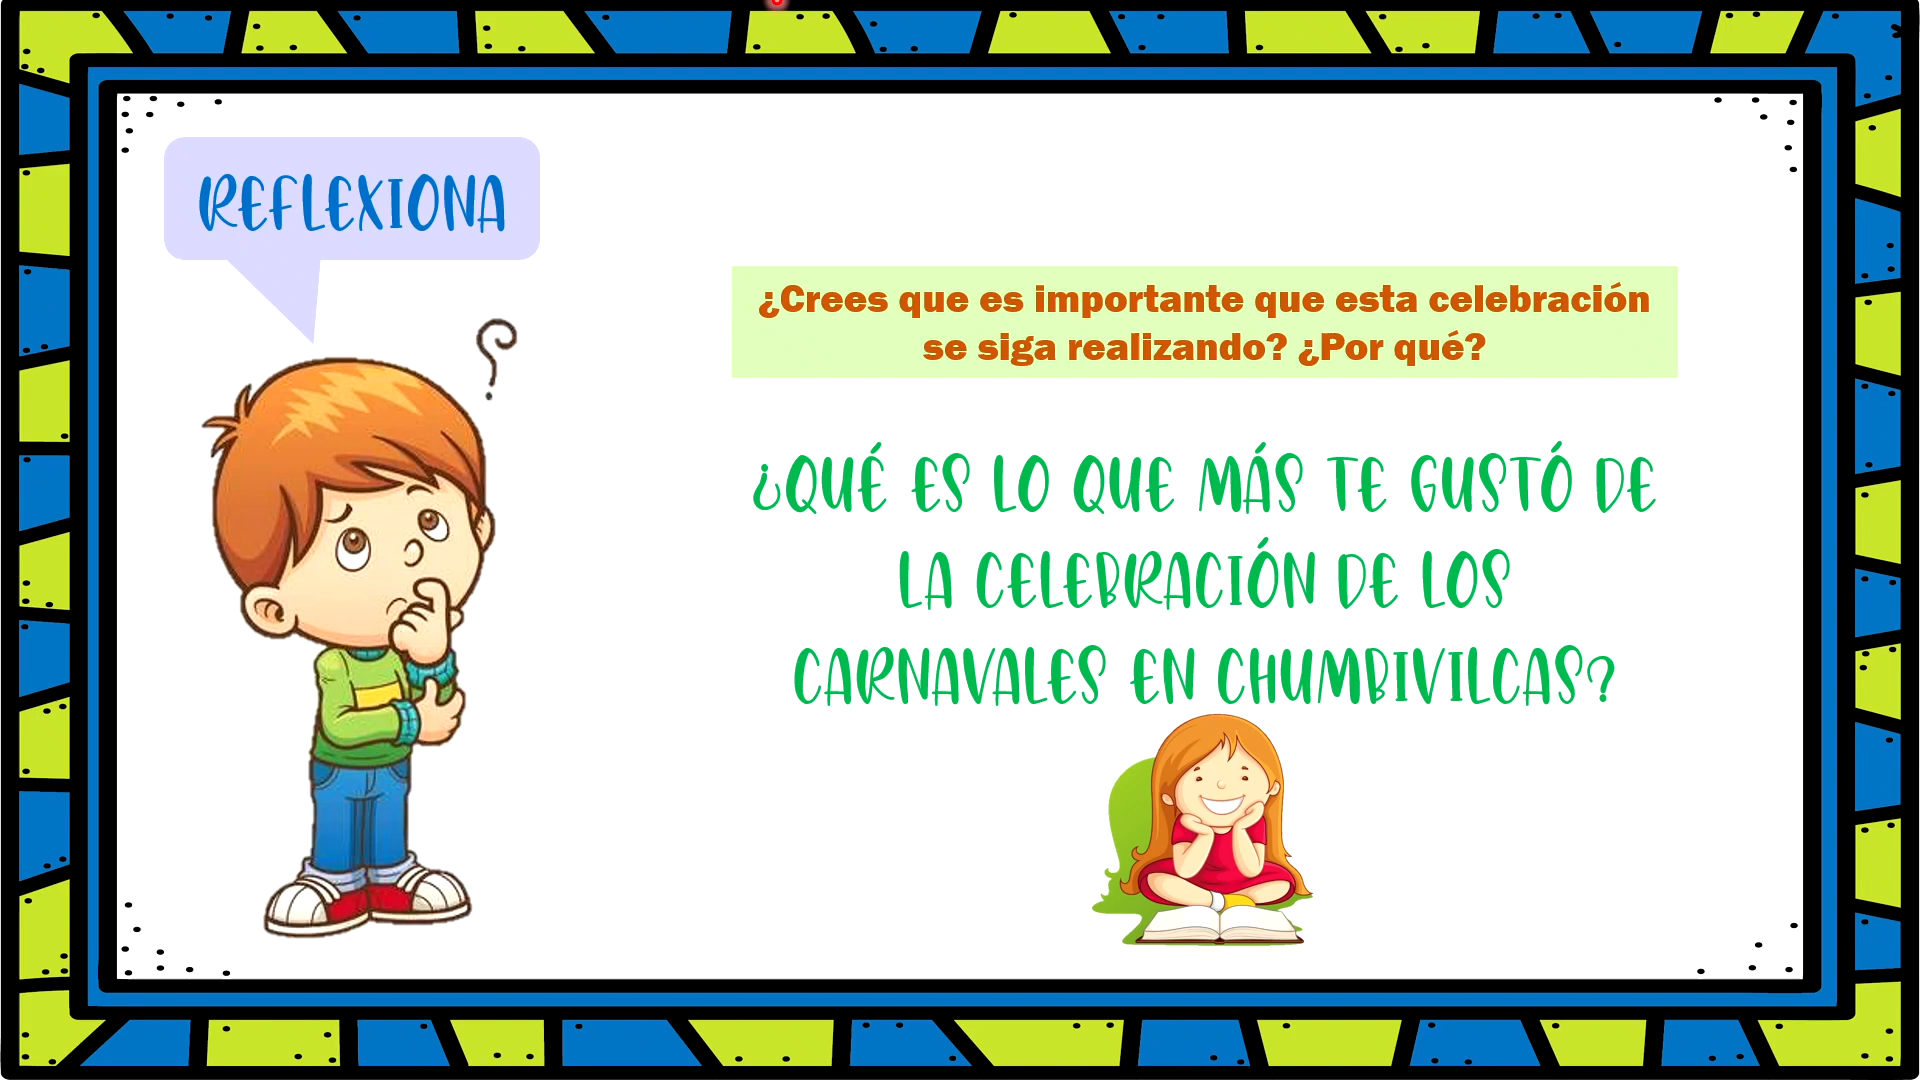 REFLEXIONA
¿Crees que es importante que esta celebración
se siga realizando? ¿Por qué?
¿QUÉ ES LO QUE MÁS TE GUSTÓ DE
LA CELEBRACIÓN DE LOS
CARNAVALES EN CHUMBIVILCAS?